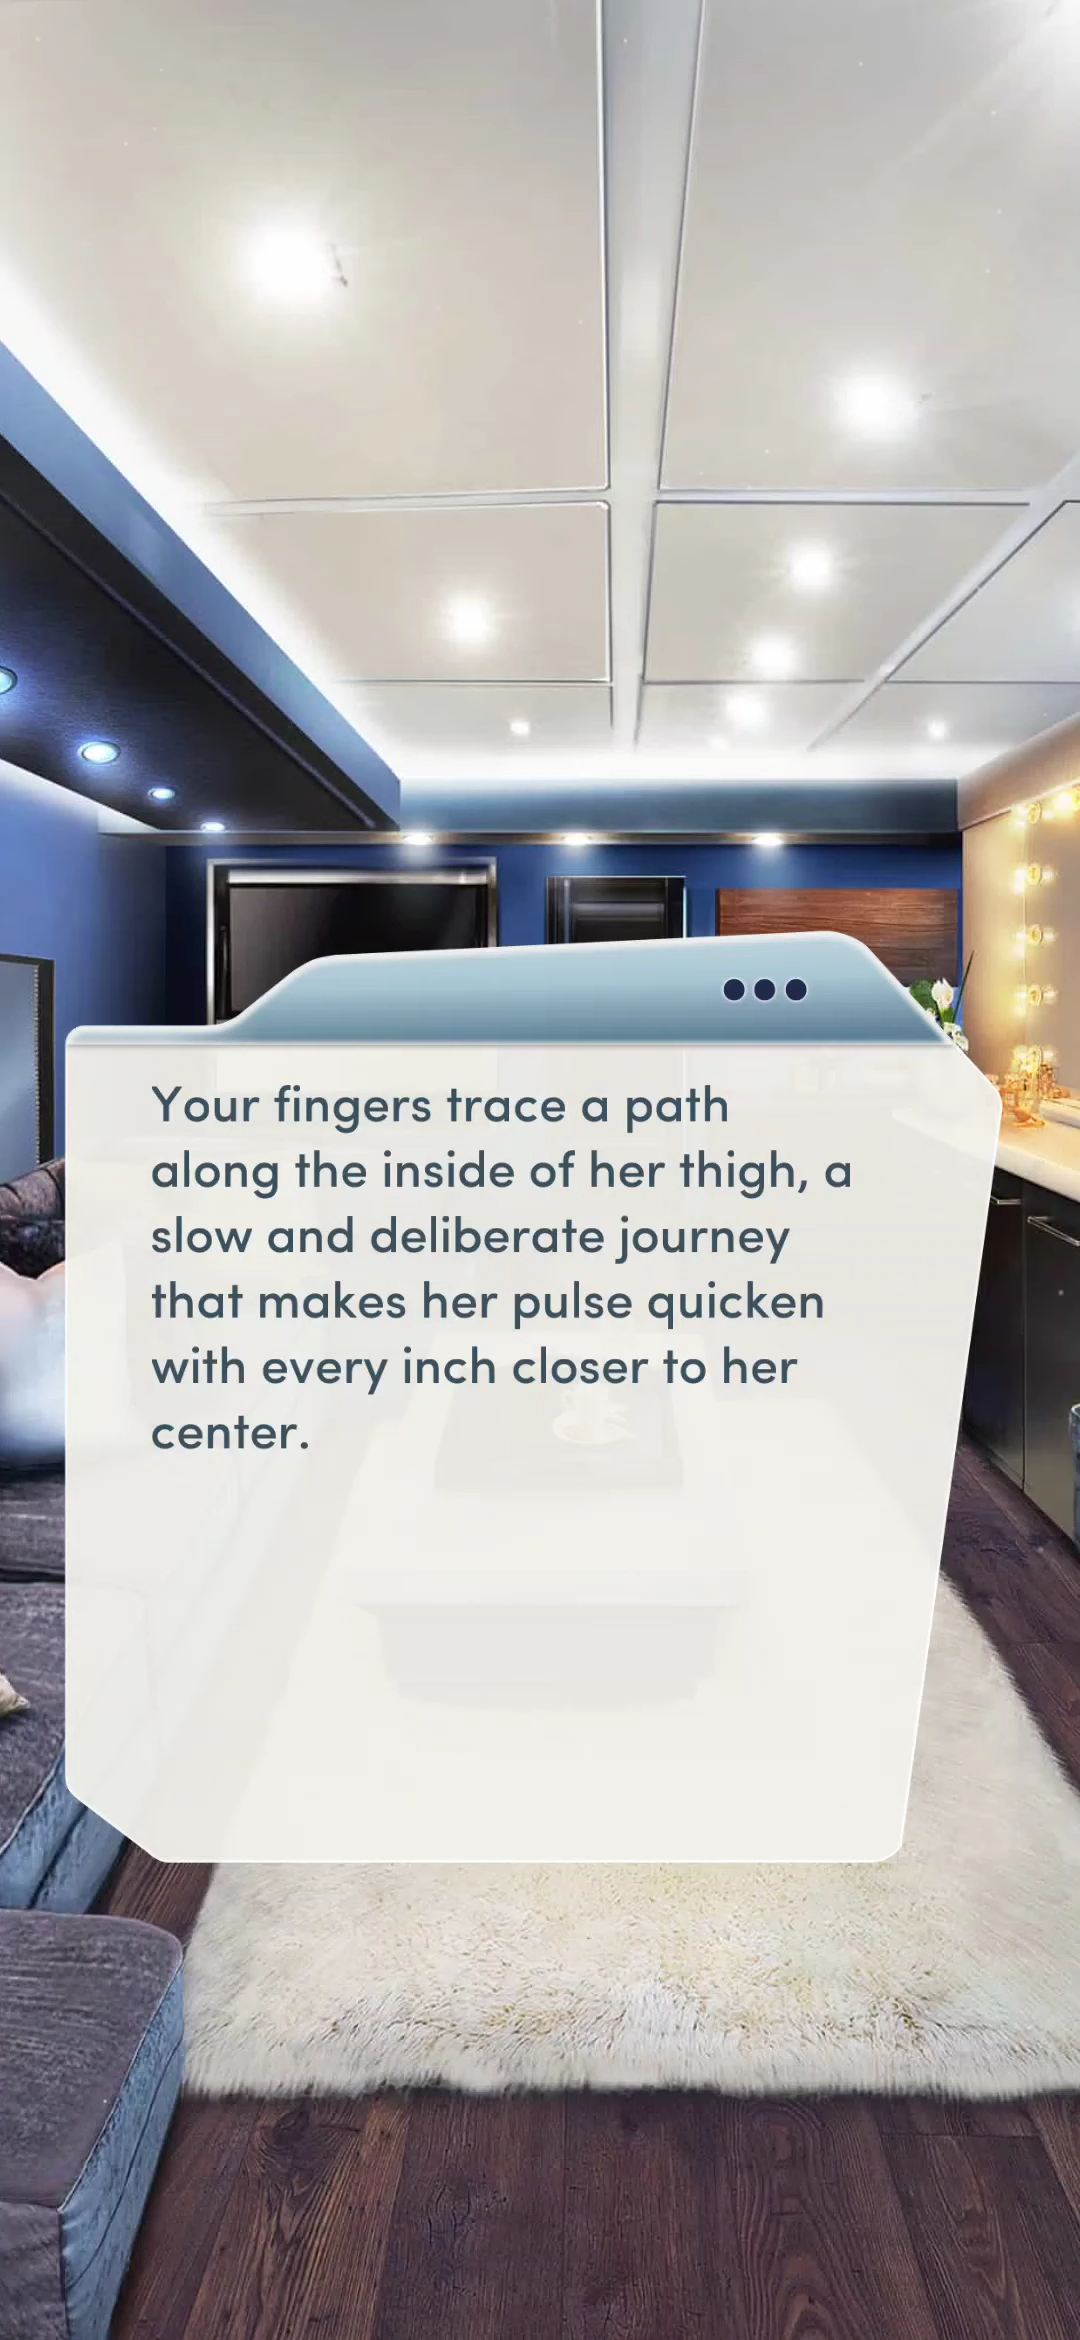 Your fingers trace a path
along the inside of her thigh, a
slow and deliberate journey
that makes her pulse quicken
with every inch closer to her
center.